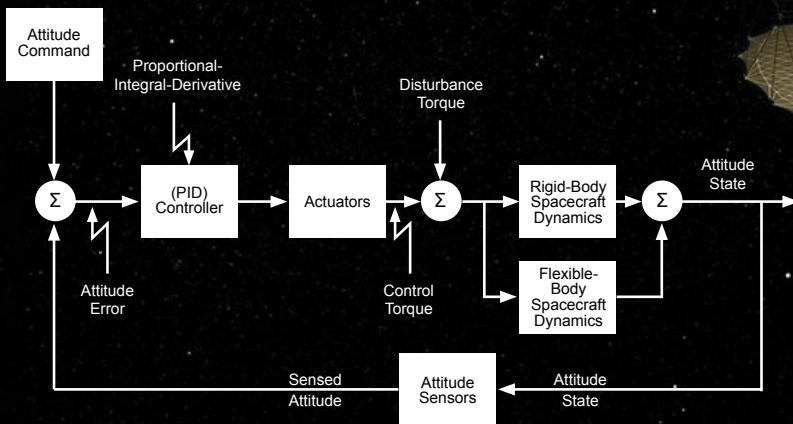 Attitude
Command
Proportional-
Integral-Derivative
Disturbance
Torque
Σ
(PID)
Controller
Actuators
Σ
Rigid-Body
Spacecraft
Dynamics
Σ
Attitude
State
Attitude
Error
Control
Torque
Flexible-
Body
Spacecraft
Dynamics
Sensed
Attitude
Attitude
Sensors
Attitude
State